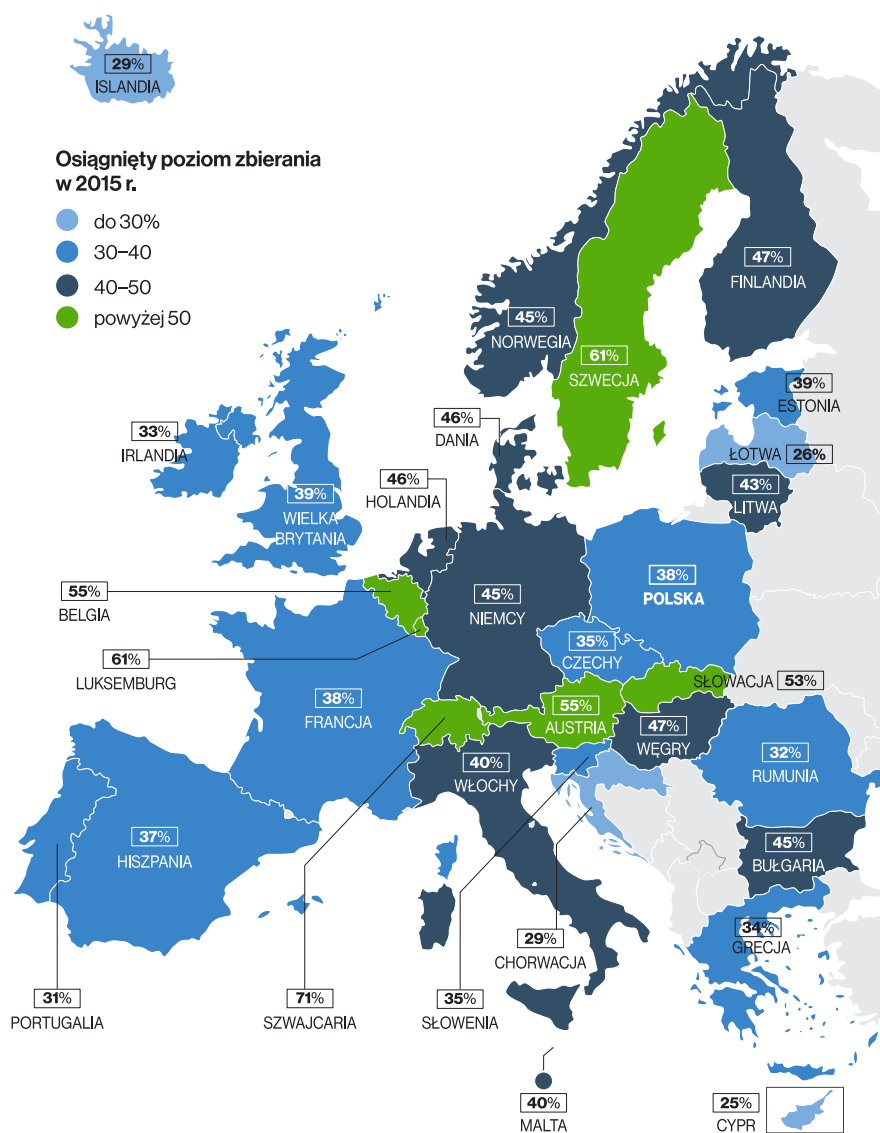 29%
ISLANDIA
Osiągnięty poziom zbierania
w 2015 r.
do 30%
30–40
40–50
powyżej 50
47%
FINLANDIA
45%
NORWEGIA
61%
SZWECJA
39%
ESTONIA
33%
IRLANDIA
46%
DANIA
ŁOTWA 26%
46%
HOLANDIA
43%
LITWA
39%
WIELKA
BRYTANIA
55%
BELGIA
45%
NIEMCY
38%
POLSKA
35%
CZECHY
61%
LUKSEMBURG
SŁOWACJA 53%
38%
FRANCJA
55%
AUSTRIA
47%
WĘGRY
40%
WŁOCHY
32%
RUMUNIA
37%
HISZPANIA
45%
BUŁGARIA
34%
GRECJA
29%
CHORWACJA
31%
PORTUGALIA
71%
SZWAJCARIA
35%
SŁOWENIA
40%
MALTA
25%
CYPR